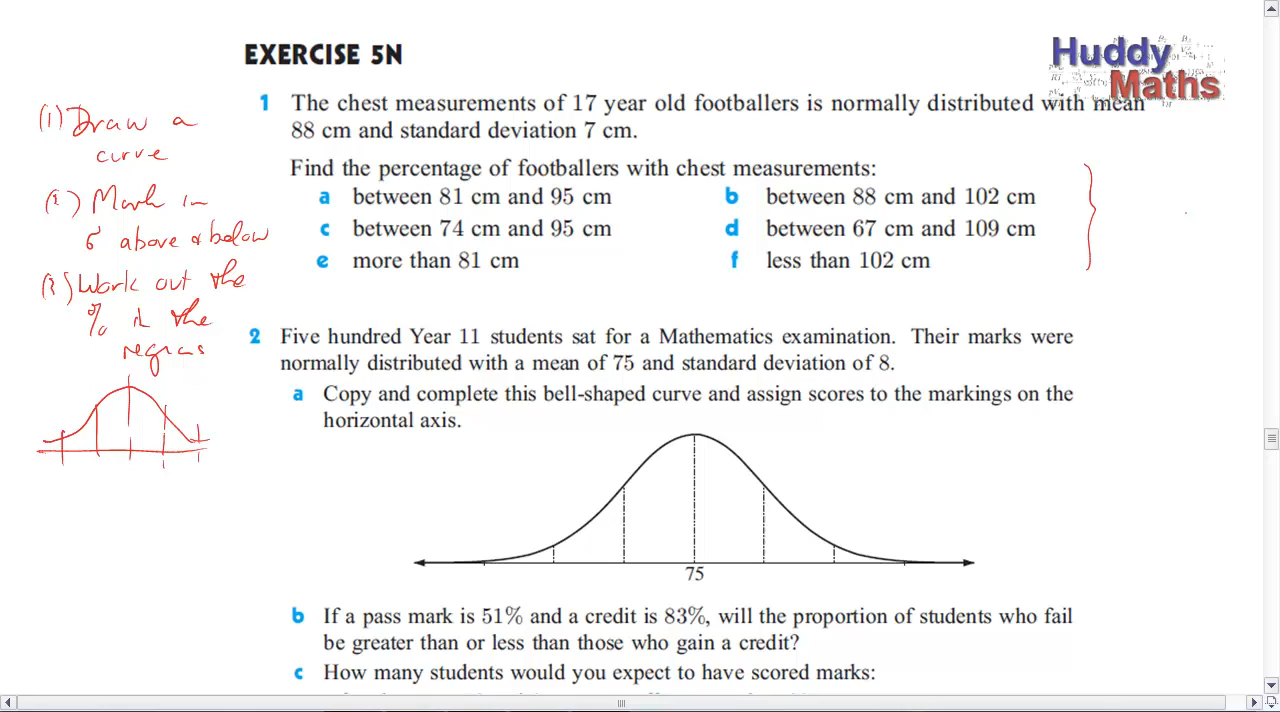 EXERCISE 5N
Huddy
Maths
1 The chest measurements of 17 year old footballers is normally distributed with mean
88 cm and standard deviation 7 cm.
Find the percentage of footballers with chest measurements:
a between 81 cm and 95 cm b between 88 cm and 102 cm
c between 74 cm and 95 cm d between 67 cm and 109 cm
e more than 81 cm f less than 102 cm
(1) Draw a
curve
(2) Mark in
σ above & below
(3) Work out the
% in the
regions
2 Five hundred Year 11 students sat for a Mathematics examination. Their marks were
normally distributed with a mean of 75 and standard deviation of 8.
a Copy and complete this bell-shaped curve and assign scores to the markings on the
horizontal axis.
75
b If a pass mark is 51% and a credit is 83%, will the proportion of students who fail
be greater than or less than those who gain a credit?
c How many students would you expect to have scored marks: